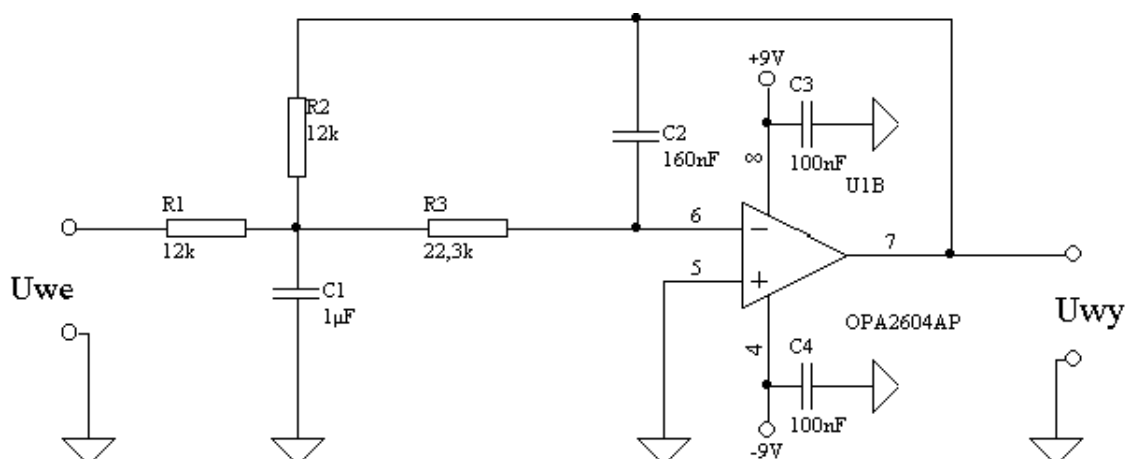 +9V
C3
R2
12k
C2
160nF
8
100nF
U1B
R1
12k
R3
22,3k
6
7
5
Uwe
C1
1µF
Uwy
OPA2604AP
4
C4
100nF
-9V